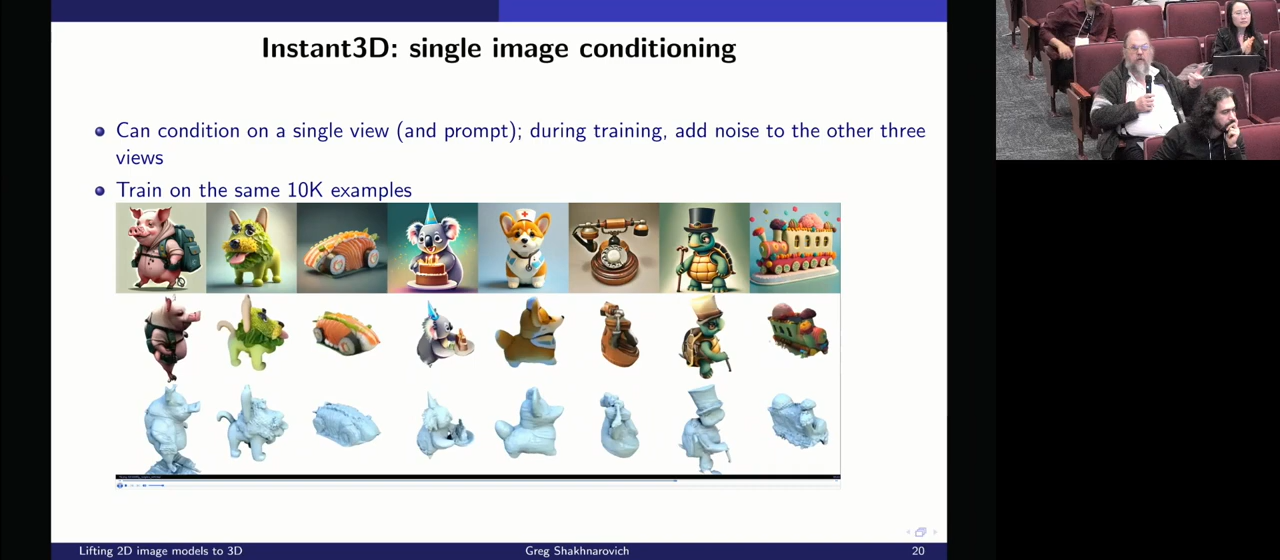 Instant3D: single image conditioning
Can condition on a single view (and prompt); during training, add noise to the other three
views
Train on the same 10K examples
Lifting 2D image models to 3D
Greg Shakhnarovich
20